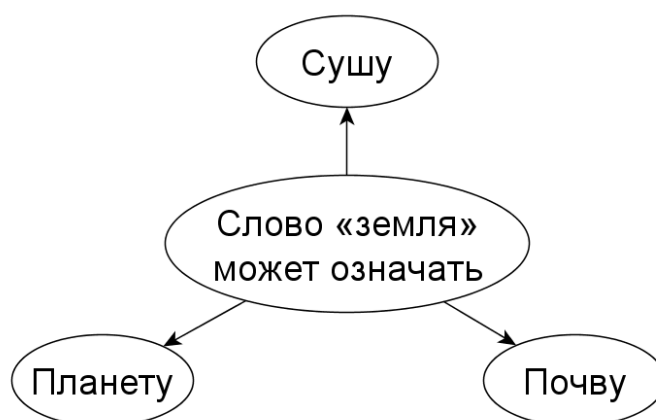 Сушу
Слово «земля»
может означать
Планету
Почву